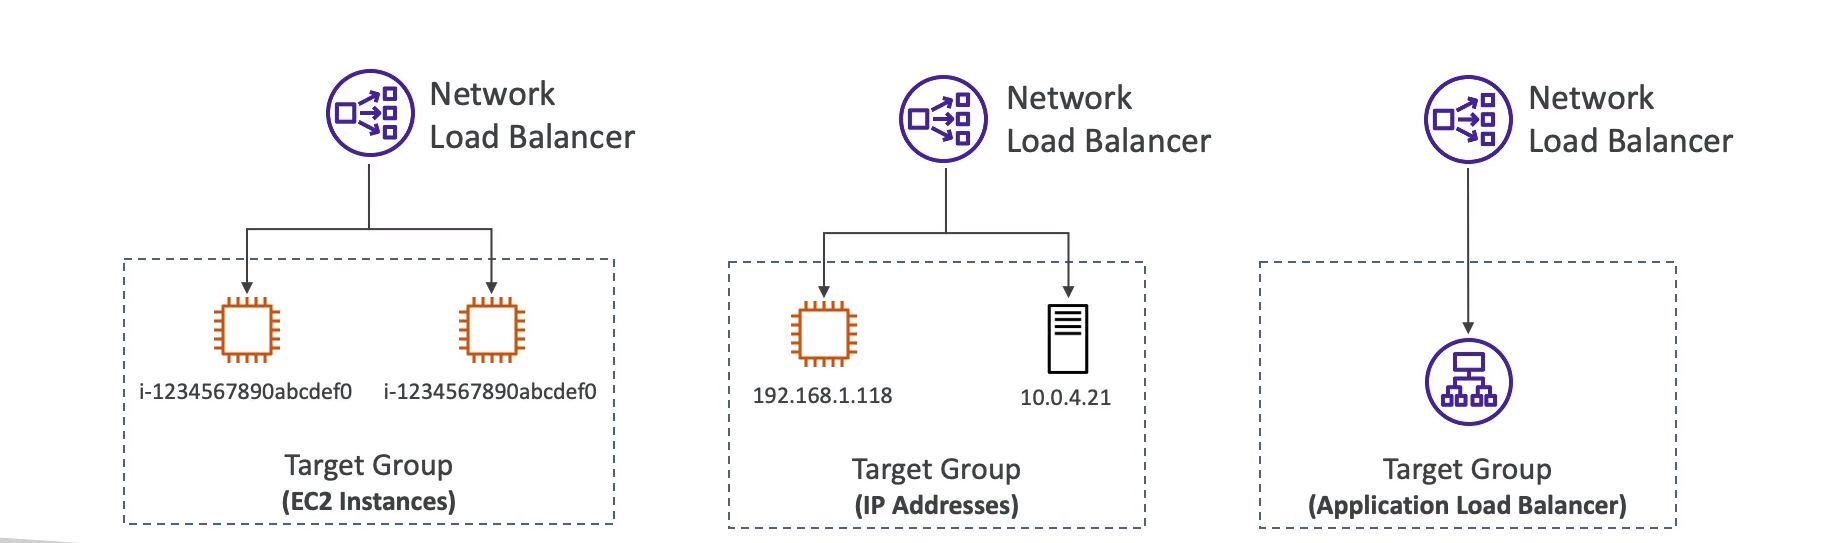 Network
Load Balancer
i-1234567890abcdef0
i-1234567890abcdef0
Target Group
(EC2 Instances)
Network
Load Balancer
192.168.1.118
10.0.4.21
Target Group
(IP Addresses)
Network
Load Balancer
Target Group
(Application Load Balancer)